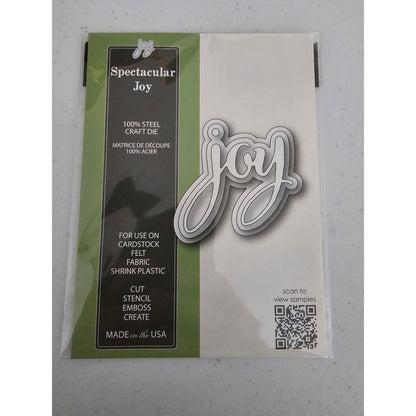 joy
Spectacular
Joy
100% STEEL
CRAFT DIE
MATRICE DE DÉCOUPE
100% ACIER
FOR USE ON
CARDSTOCK
FELT
FABRIC
SHRINK PLASTIC
CUT
STENCIL
EMBOSS
CREATE
MADE in the USA
joy
scan to
view samples